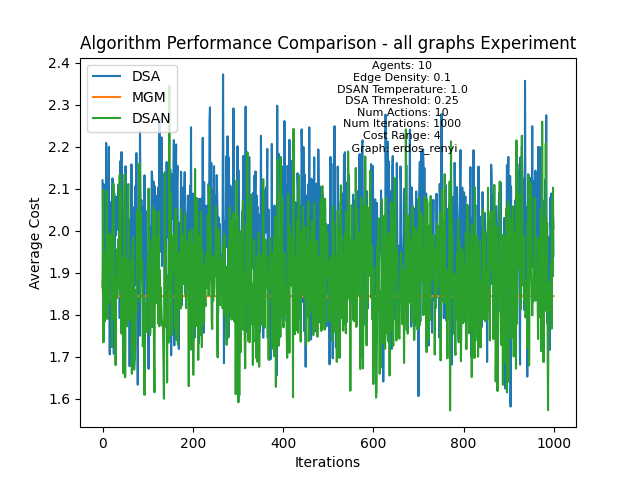 Algorithm Performance Comparison - all graphs Experiment
DSA
MGM
DSAN
Agents: 10
Edge Density: 0.1
DSAN Temperature: 1.0
DSA Threshold: 0.25
Num Actions: 10
Num Iterations: 1000
Cost Range: 4
Graph: erdos_renyi
Average Cost
2.4
2.3
2.2
2.1
2.0
1.9
1.8
1.7
1.6
0 200 400 600 800 1000
Iterations